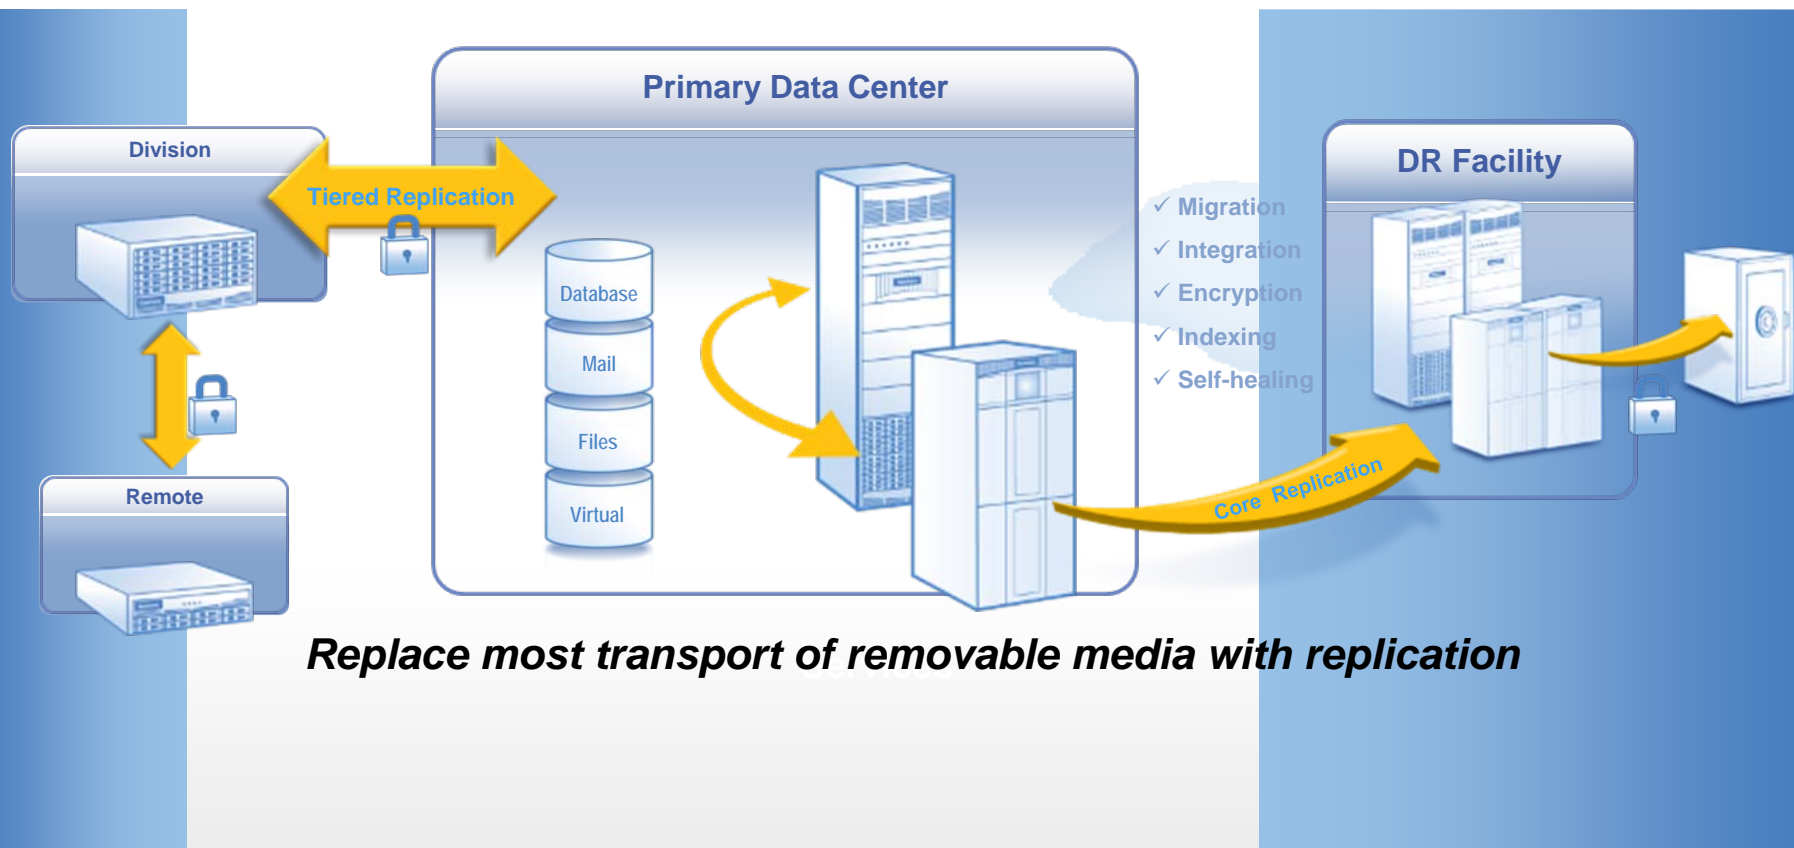 Primary Data Center
Division
DR Facility
Tiered Replication
✓ Migration
✓ Integration
✓ Encryption
✓ Indexing
✓ Self-healing
Database
Mail
Files
Virtual
Remote
Core Replication
Replace most transport of removable media with replication